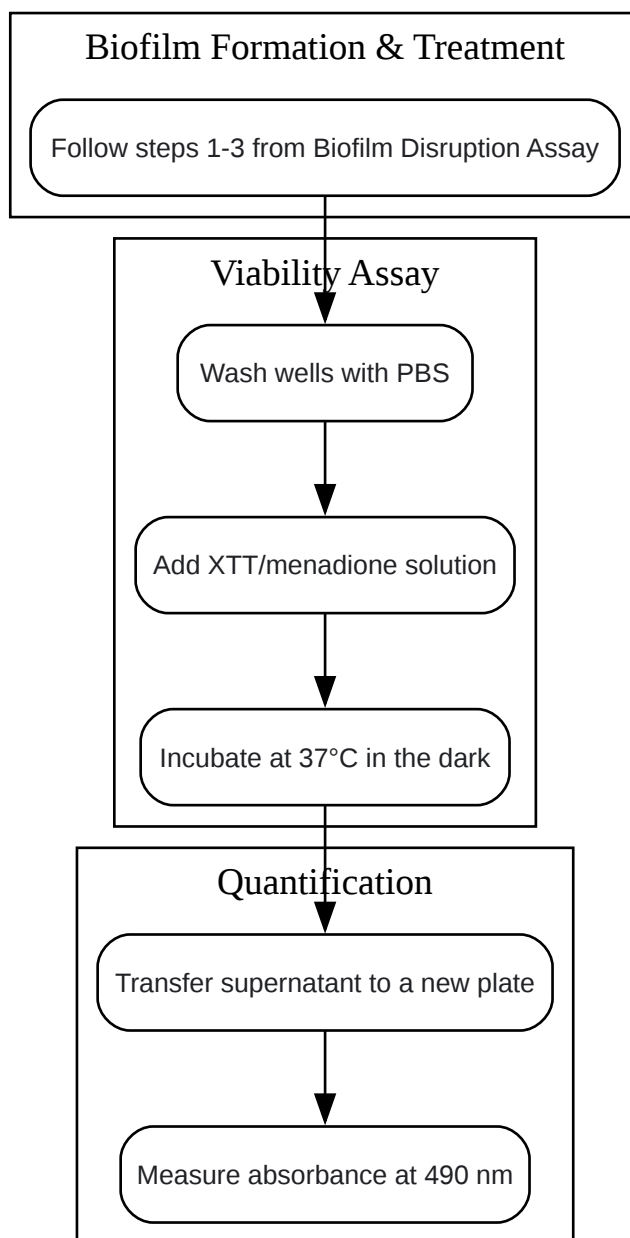 Biofilm Formation & Treatment
Follow steps 1-3 from Biofilm Disruption Assay
Viability Assay
Wash wells with PBS
Add XTT/menadione solution
Incubate at 37°C in the dark
Quantification
Transfer supernatant to a new plate
Measure absorbance at 490 nm